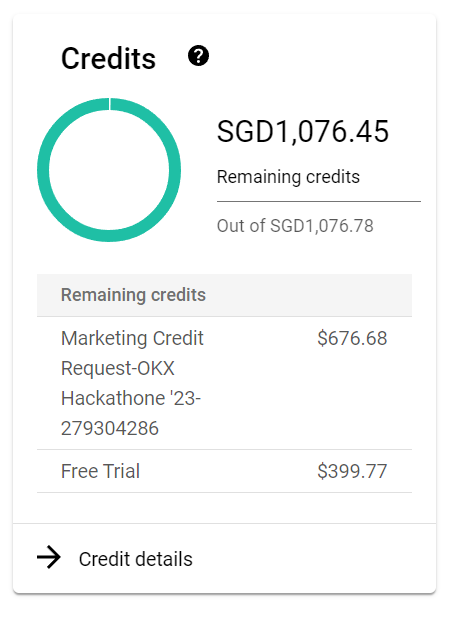 Credits ?
SGD1,076.45
Remaining credits
Out of SGD1,076.78
Remaining credits
Marketing Credit $676.68
Request-OKX
Hackathone '23-
279304286
Free Trial $399.77
Credit details